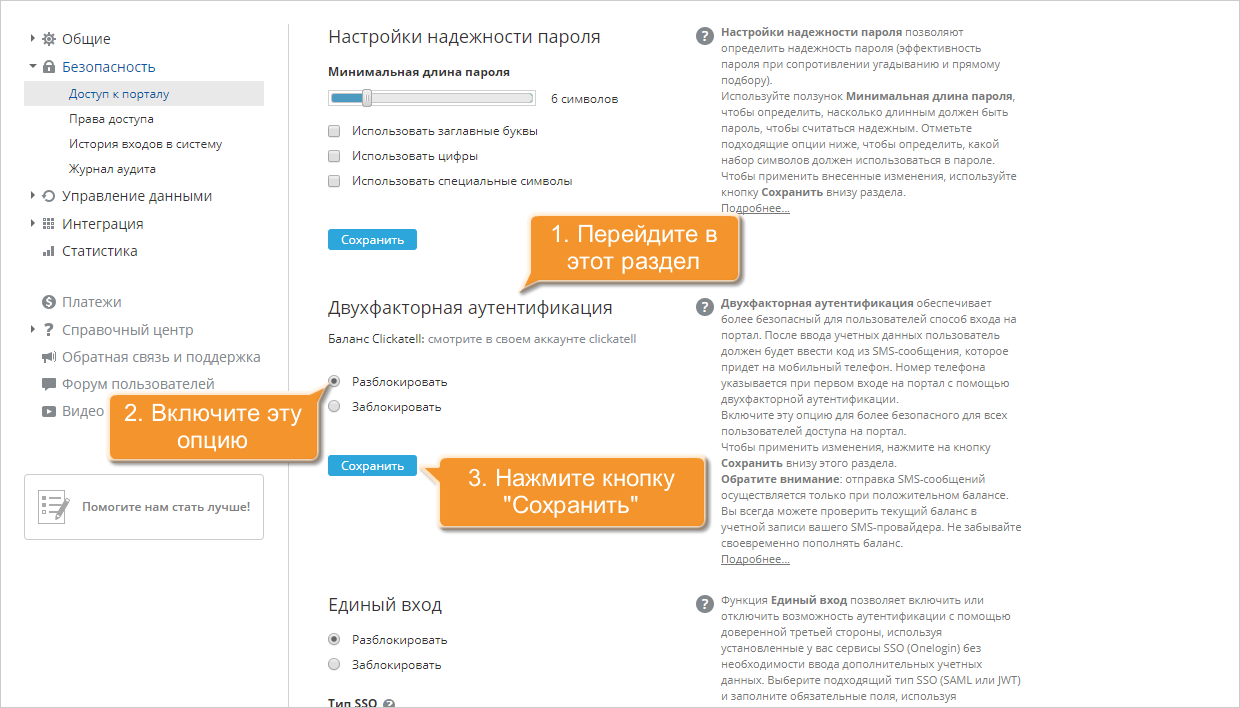 Общие
Безопасность
Доступ к порталу
Права доступа
История входов в систему
Журнал аудита
Управление данными
Интеграция
Статистика
Платежи
Справочный центр
Обратная связь и поддержка
Форум пользователей
Видео
Помогите нам стать лучше!
Настройки надежности пароля
Минимальная длина пароля
6 символов
Использовать заглавные буквы
Использовать цифры
Использовать специальные символы
Сохранить
? Настройки надежности пароля позволяют
определить надежность пароля (эффективность
пароля при сопротивлении угадыванию и прямому
подбору).
Используйте ползунок Минимальная длина пароля,
чтобы определить, насколько длинным должен быть
пароль, чтобы считаться надежным. Отметьте
подходящие опции ниже, чтобы определить, какой
набор символов должен использоваться в пароле.
Чтобы применить внесенные изменения, используйте
кнопку Сохранить внизу раздела.
Подробнее...
1. Перейдите в
этот раздел
Двухфакторная аутентификация
Баланс Clickatell: смотрите в своем аккаунте clickatell
Разблокировать
Заблокировать
2. Включите эту
опцию
Сохранить
3. Нажмите кнопку
"Сохранить"
? Двухфакторная аутентификация обеспечивает
более безопасный для пользователей способ входа на
портал. После ввода учетных данных пользователь
должен будет ввести код из SMS-сообщения, которое
придет на мобильный телефон. Номер телефона
указывается при первом входе на портал с помощью
двухфакторной аутентификации.
Включите эту опцию для более безопасного для всех
пользователей доступа на портал.
Чтобы применить изменения, нажмите на кнопку
Сохранить внизу этого раздела.
Обратите внимание: отправка SMS-сообщений
осуществляется только при положительном балансе.
Вы всегда можете проверить текущий баланс в
учетной записи вашего SMS-провайдера. Не забывайте
своевременно пополнять баланс.
Подробнее...
Единый вход
Разблокировать
Заблокировать
Тип SSO ?
? Функция Единый вход позволяет включить или
отключить возможность аутентификации с помощью
доверенной третьей стороны, используя
установленные у вас сервисы SSO (Onelogin) без
необходимости ввода дополнительных учетных
данных. Выберите подходящий тип SSO (SAML или JWT)
и заполните обязательные поля, используя